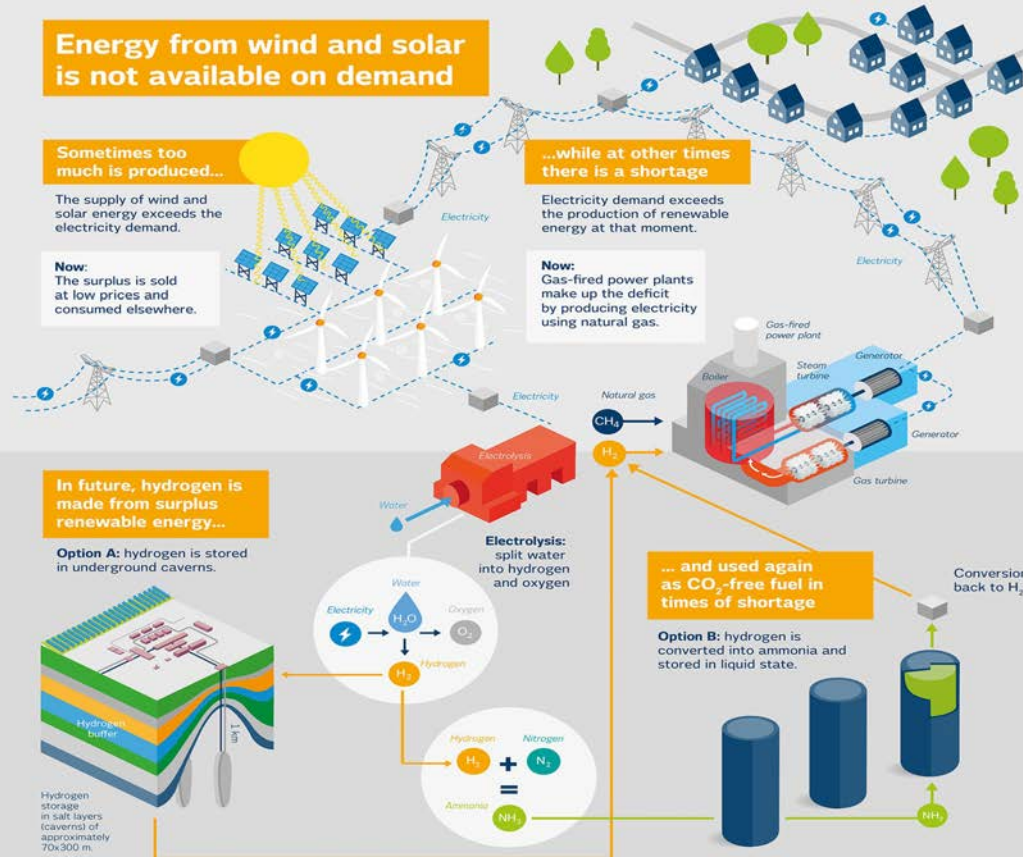 Energy from wind and solar
is not available on demand
Sometimes too
much is produced...
The supply of wind and
solar energy exceeds the
electricity demand.
Now:
The surplus is sold
at low prices and
consumed elsewhere.
Electricity
...while at other times
there is a shortage
Electricity demand exceeds
the production of renewable
energy at that moment.
Now:
Gas-fired power plants
make up the deficit
by producing electricity
using natural gas.
Electricity
Electricity
Gas-fired
power plant
Boiler
Steam
turbine
Generator
Generator
Gas turbine
Natural gas
CH₄
H₂
In future, hydrogen is
made from surplus
renewable energy...
Option A: hydrogen is stored
in underground caverns.
Electrolysis
Water
Electrolysis:
split water
into hydrogen
and oxygen
Water
Electricity
H₂O
Oxygen
O₂
Hydrogen
H₂
Hydrogen
buffer
1 km
Hydrogen
storage
in salt layers
(caverns) of
approximately
70x300 m.
Hydrogen
Nitrogen
H₂ + N₂
=
Ammonia
NH₃
... and used again
as CO₂-free fuel in
times of shortage
Option B: hydrogen is
converted into ammonia and
stored in liquid state.
Conversion
back to H₂
NH₃